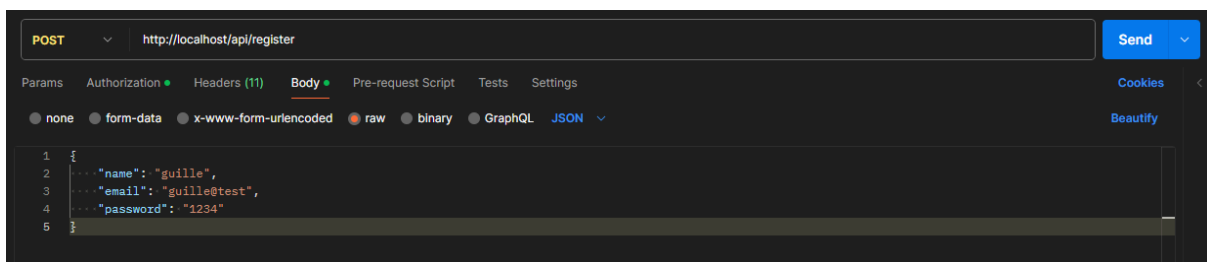 POST http://localhost/api/register Send
Params Authorization Headers (11) Body Pre-request Script Tests Settings Cookies
none form-data x-www-form-urlencoded raw binary GraphQL JSON Beautify
1 {
2 "name": "guille",
3 "email": "guille@test",
4 "password": "1234"
5 }